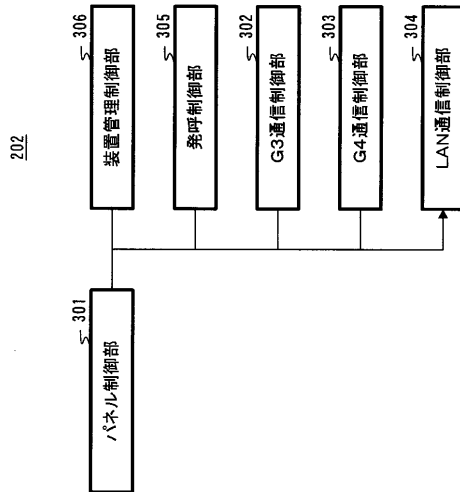 202
306
装置管理制御部
305
発呼制御部
302
G3通信制御部
303
G4通信制御部
304
LAN通信制御部
301
パネル制御部